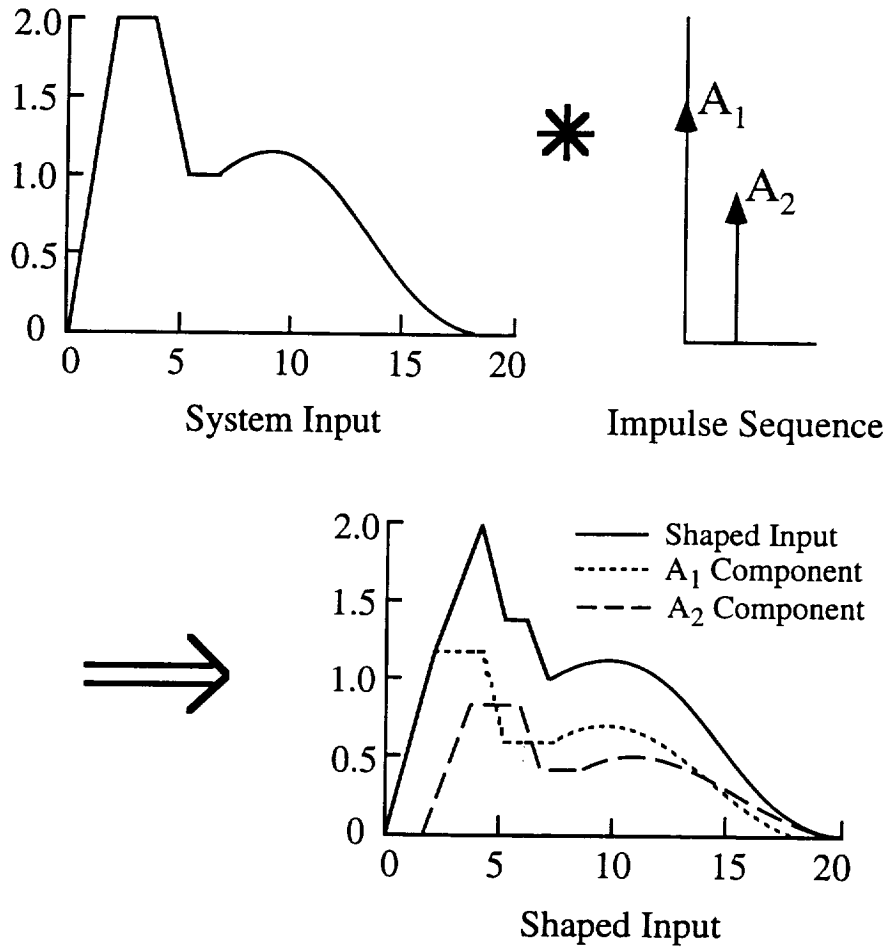 2.0
1.5
1.0
0.5
0
0 5 10 15 20
System Input
A1
A2
Impulse Sequence
2.0
1.5
1.0
0.5
0
0 5 10 15 20
Shaped Input
A1 Component
A2 Component
Shaped Input